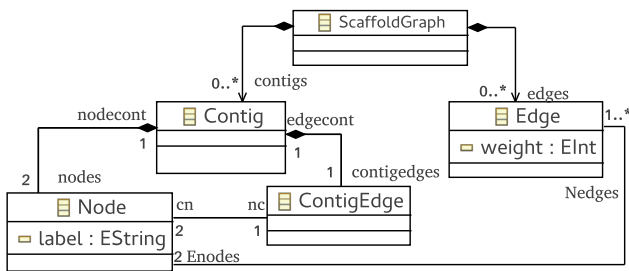 ScaffoldGraph
0..*
contigs
0..*
edges
nodecont
Contig
edgecont
Edge
1..*
1
1
weight : EInt
2
nodes
1
contigedges
Nedges
Node
cn
nc
ContigEdge
label : EString
2
1
2 Enodes